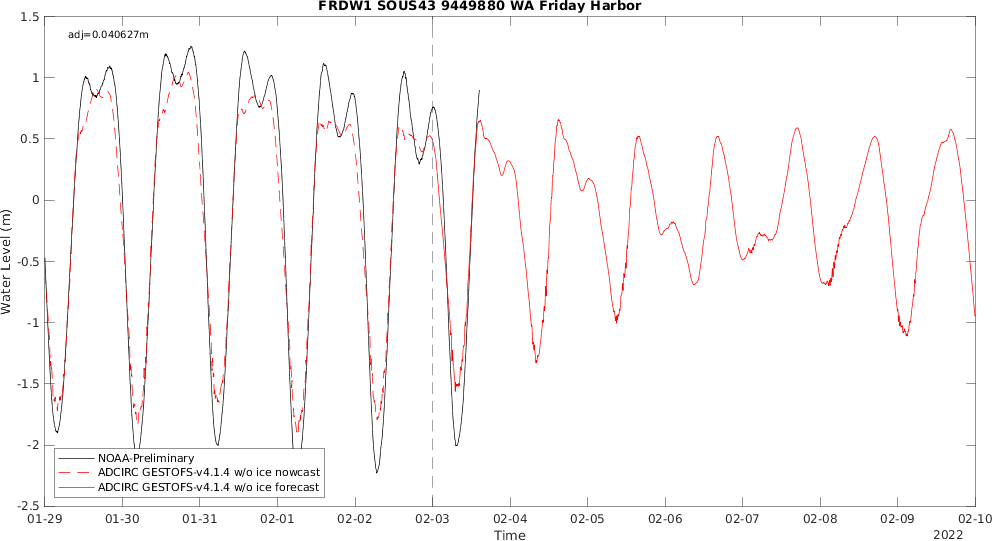 FRDW1 SOUS43 9449880 WA Friday Harbor
adj=0.040627m
1.5
1
0.5
0
-0.5
-1
-1.5
-2
-2.5
Water Level (m)
NOAA-Preliminary
ADCIRC GESTOFS-v4.1.4 w/o ice nowcast
ADCIRC GESTOFS-v4.1.4 w/o ice forecast
01-29 01-30 01-31 02-01 02-02 02-03 02-04 02-05 02-06 02-07 02-08 02-09 02-10
Time
2022